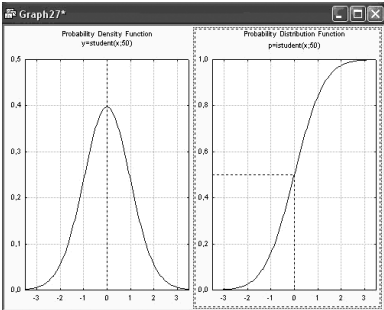 Graph27*
Probability Density Function
y=student(x;50)
0,5
0,4
0,3
0,2
0,1
0,0
-3 -2 -1 0 1 2 3
Probability Distribution Function
p=istudent(x;50)
1,0
0,8
0,6
0,4
0,2
0,0
-3 -2 -1 0 1 2 3